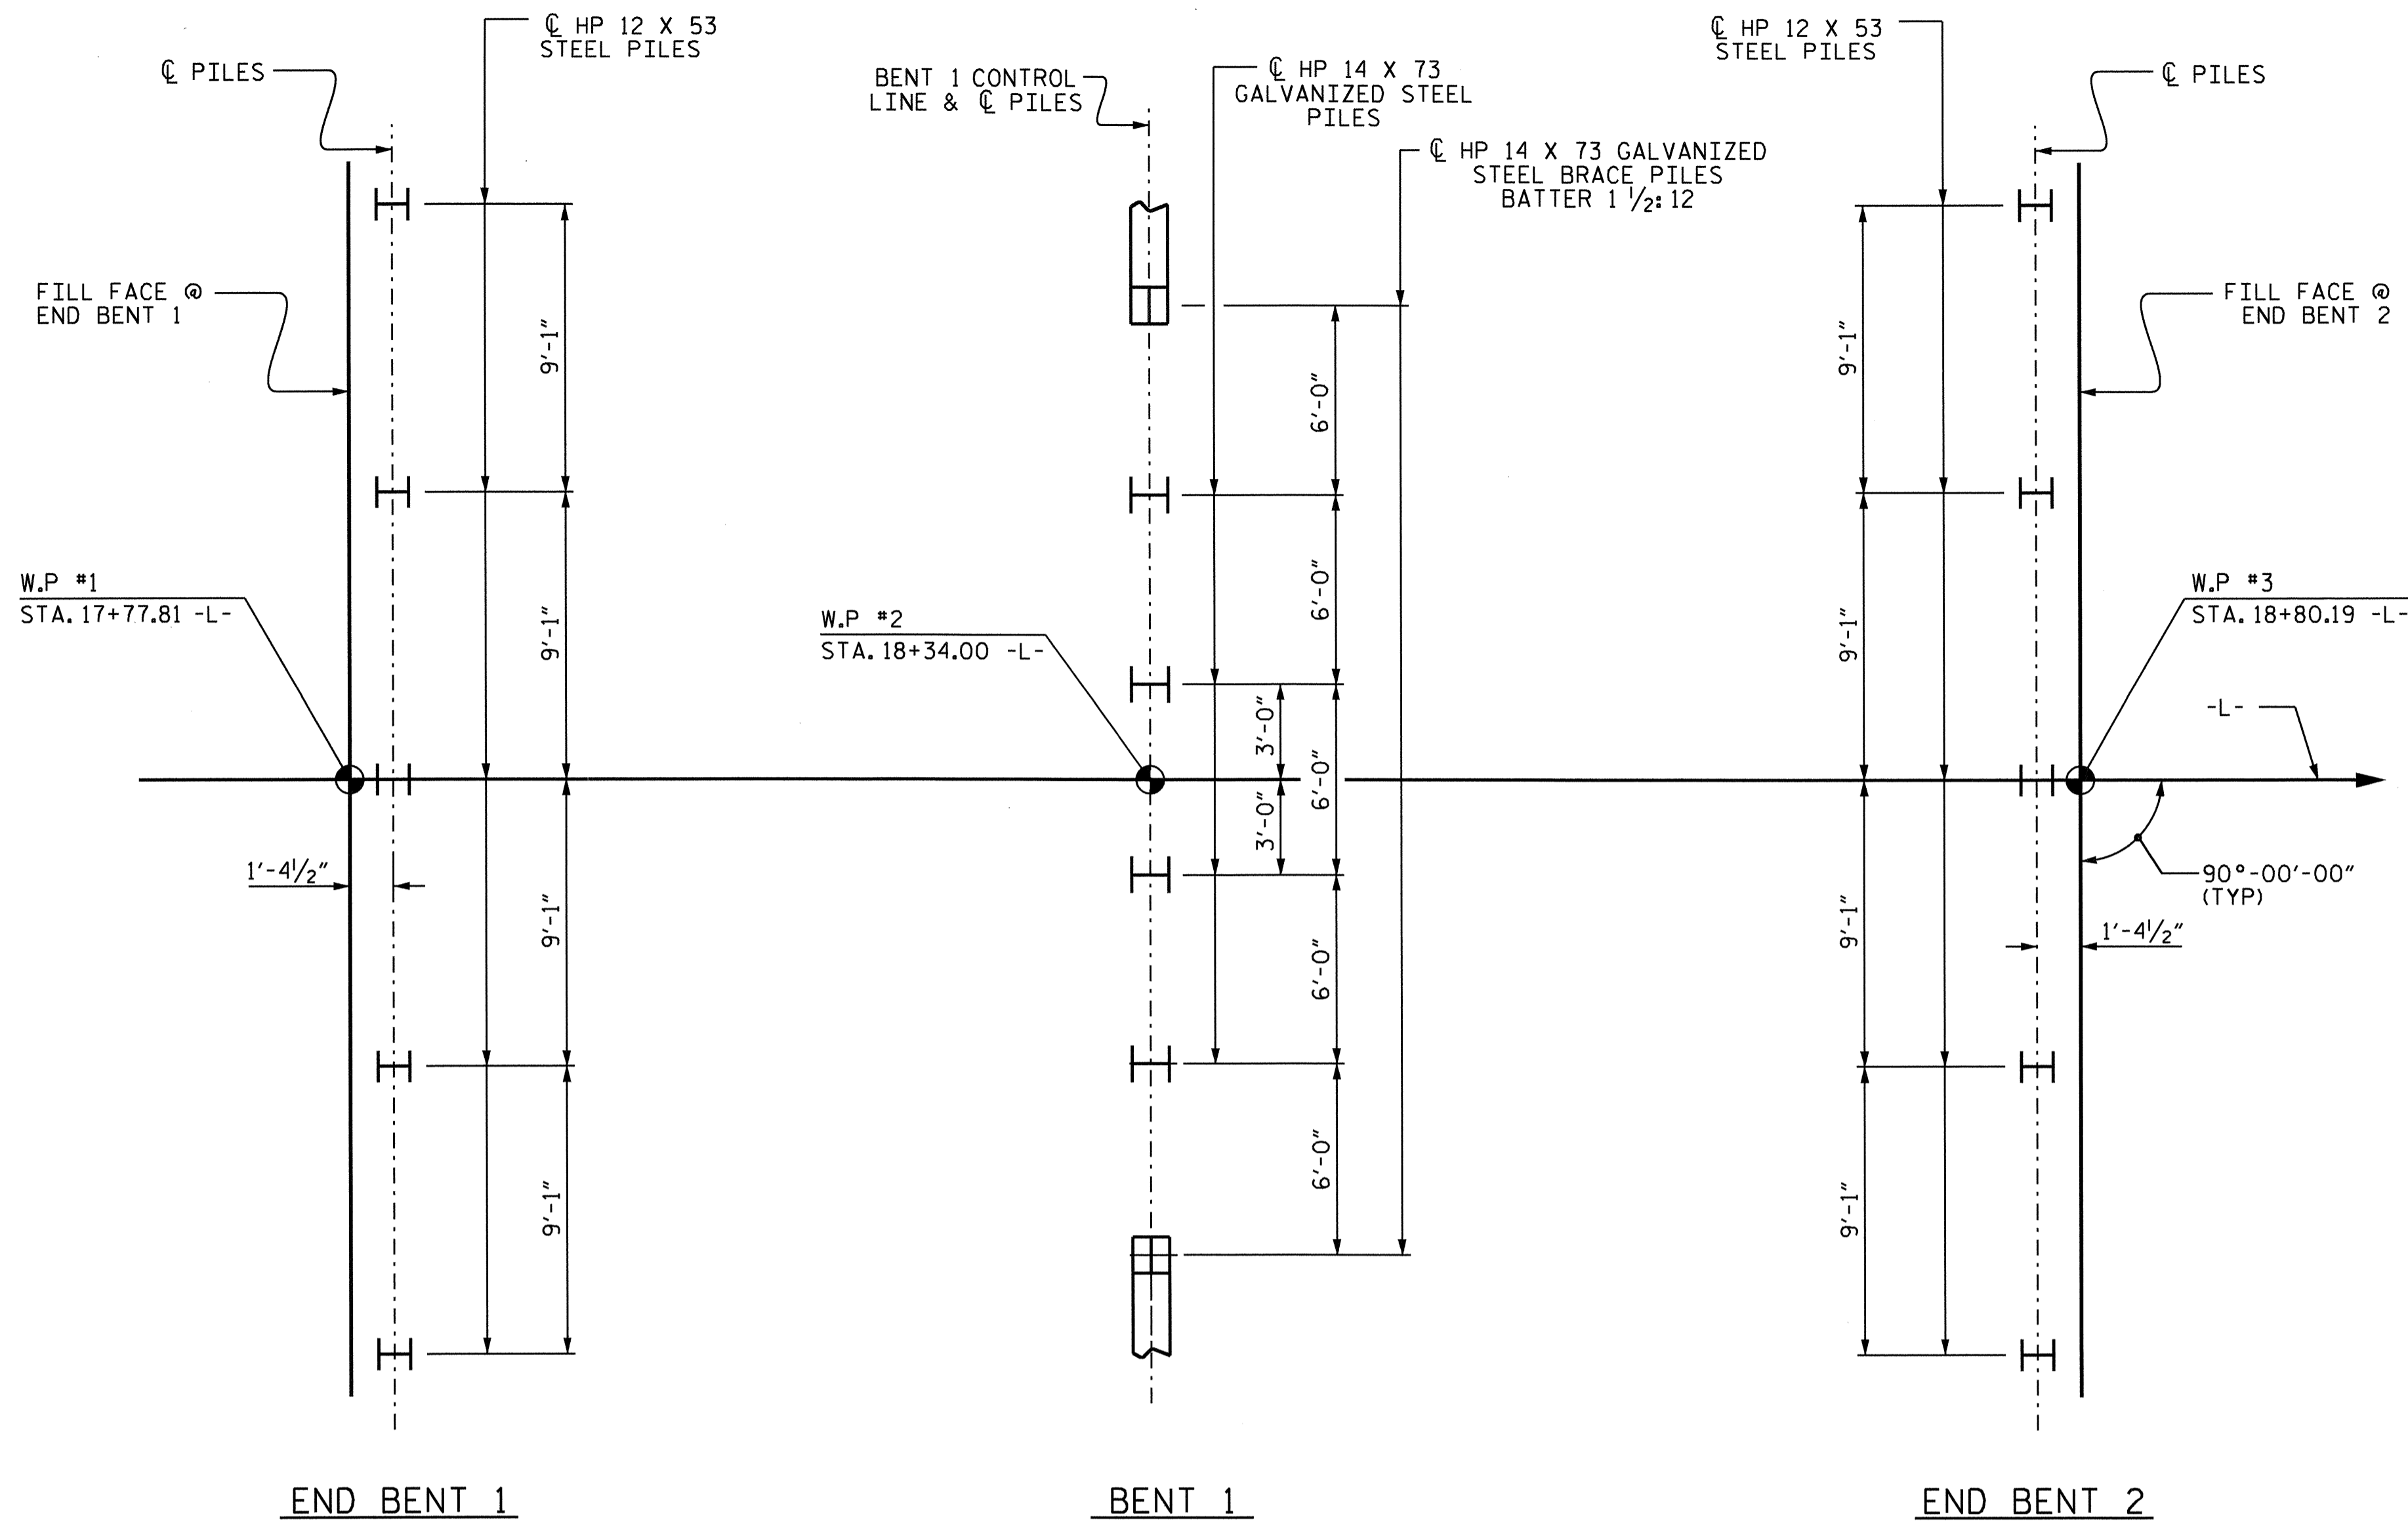 ℄ HP 12 X 53
STEEL PILES
℄ PILES
FILL FACE @
END BENT 1
W.P #1
STA. 17+77.81 -L-
9'-1"
9'-1"
9'-1"
9'-1"
1'-4 1/2"
END BENT 1
BENT 1 CONTROL
LINE & ℄ PILES
℄ HP 14 X 73
GALVANIZED STEEL
PILES
℄ HP 14 X 73 GALVANIZED
STEEL BRACE PILES
BATTER 1 1/2:12
W.P #2
STA. 18+34.00 -L-
6'-0"
6'-0"
3'-0"
6'-0"
3'-0"
6'-0"
6'-0"
BENT 1
℄ HP 12 X 53
STEEL PILES
℄ PILES
FILL FACE @
END BENT 2
9'-1"
9'-1"
9'-1"
9'-1"
W.P #3
STA. 18+80.19 -L-
-L-
90°-00'-00"
(TYP)
1'-4 1/2"
END BENT 2